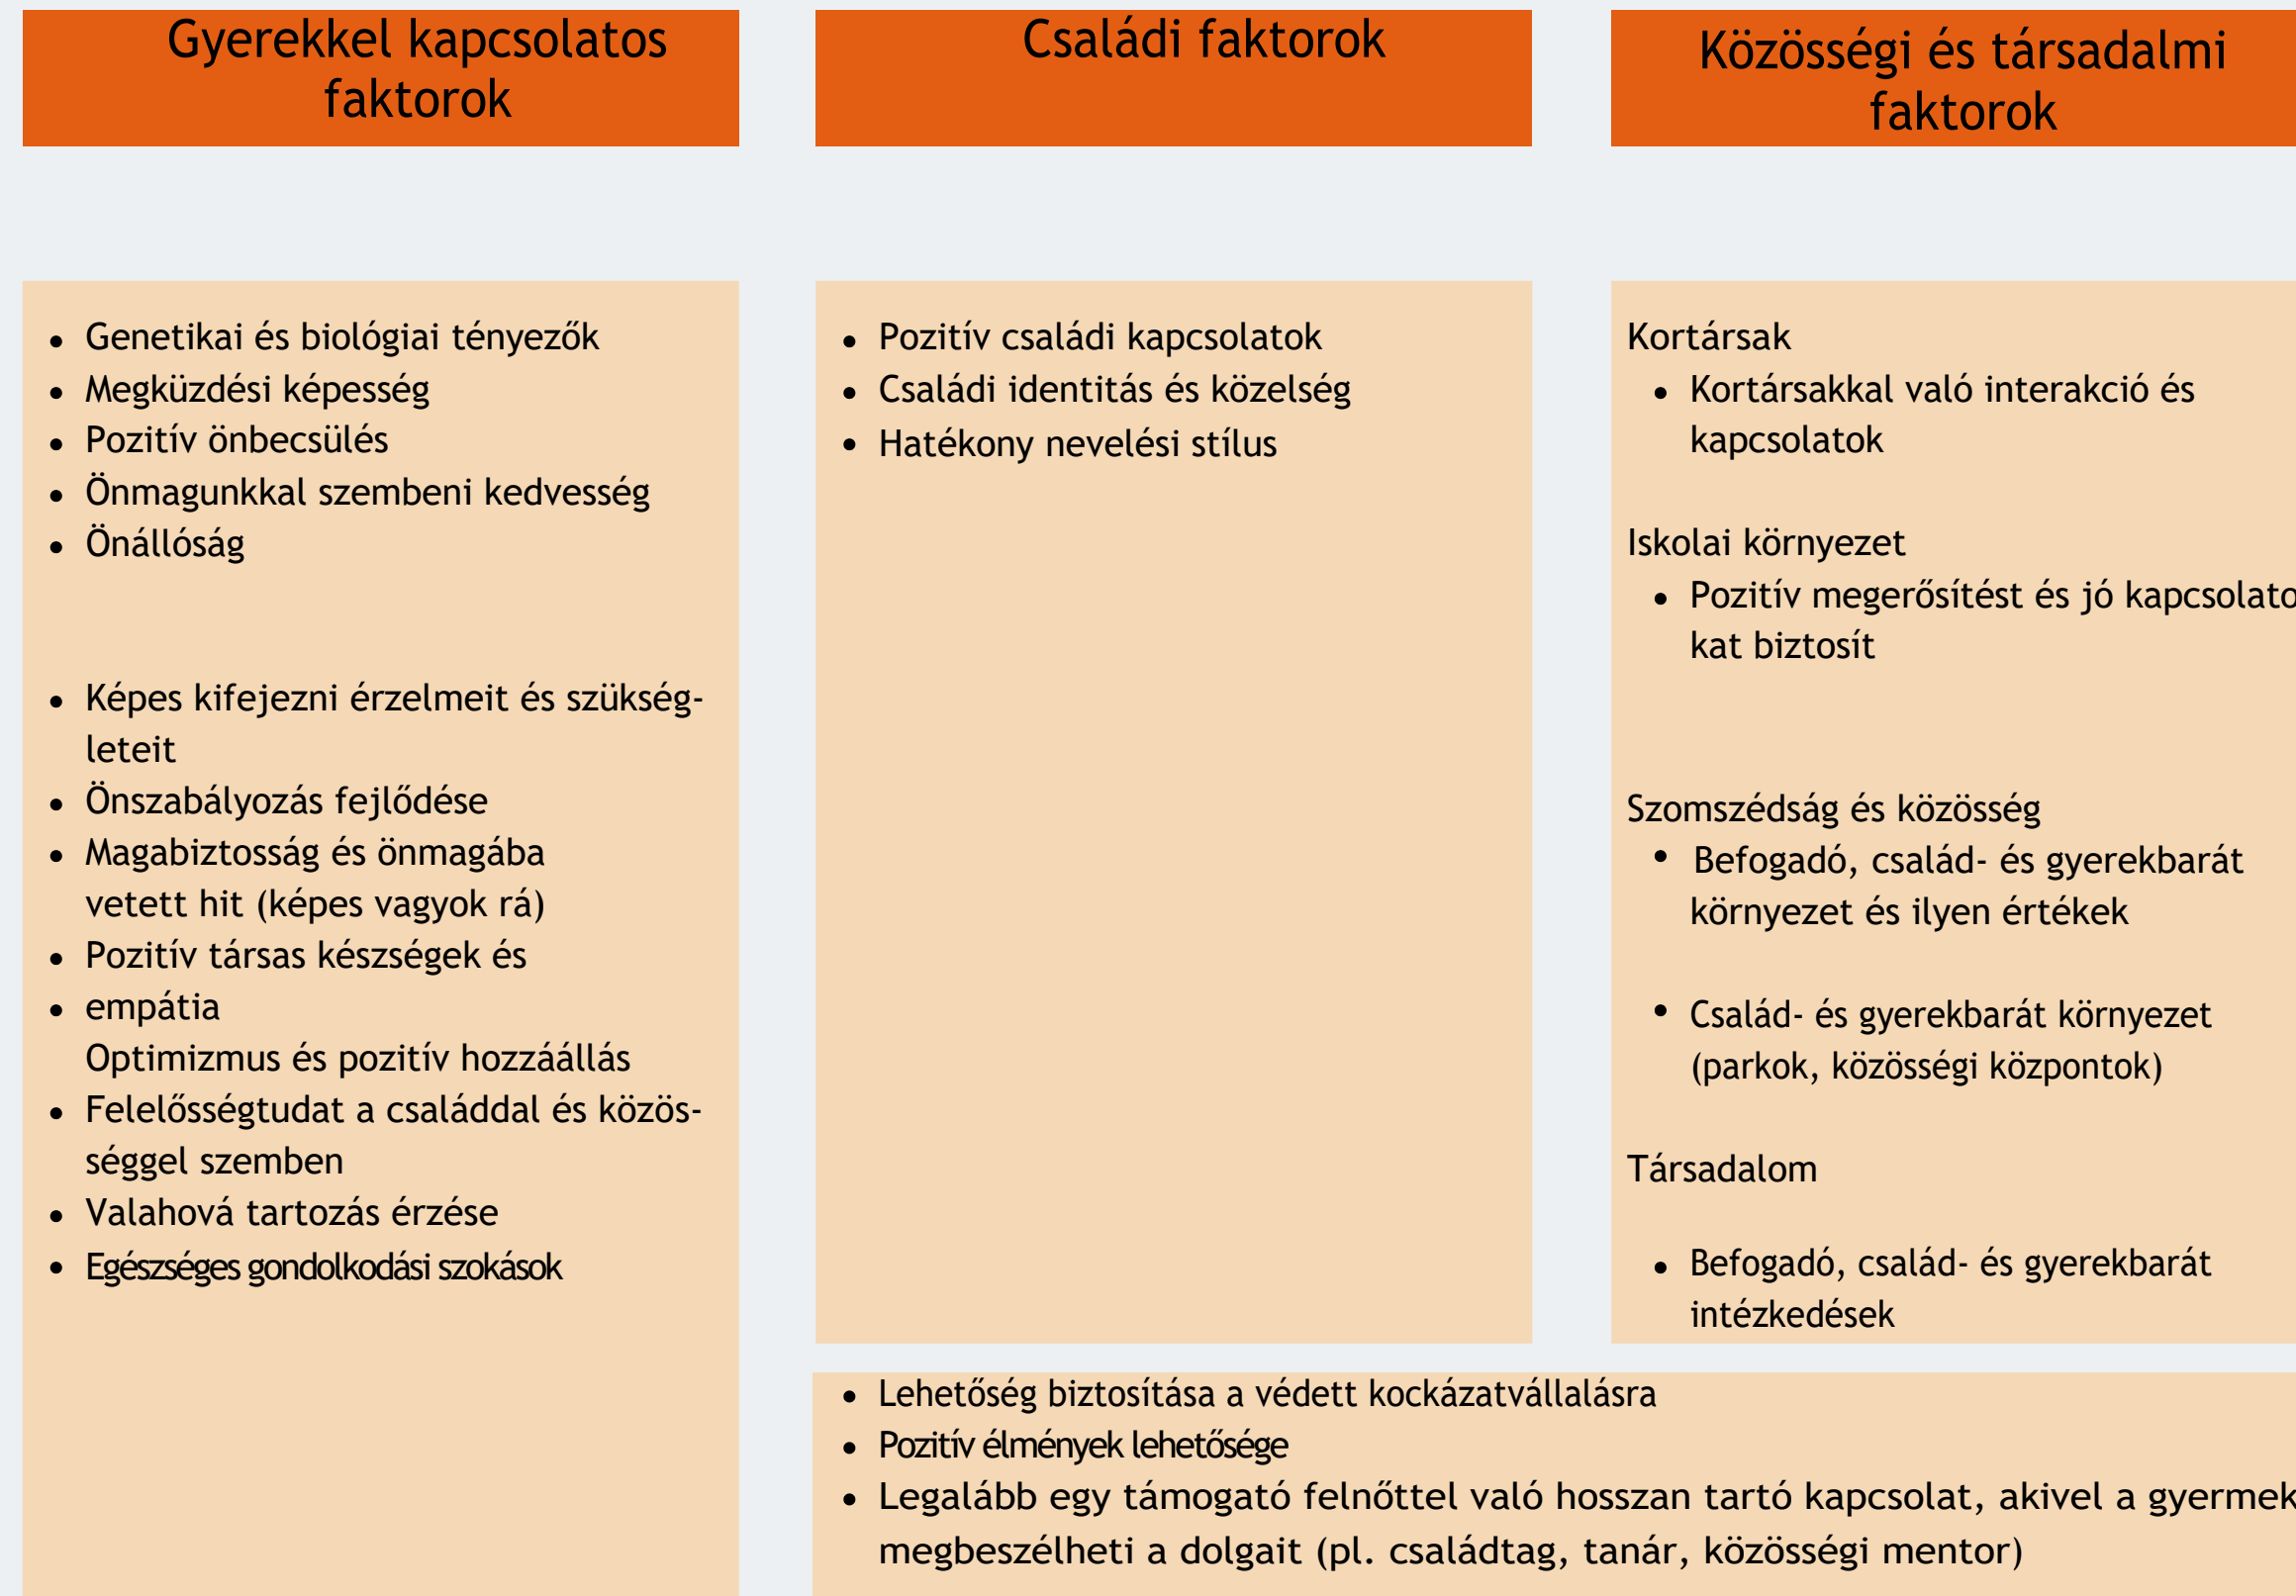 Gyerekkel kapcsolatos
faktorok
Családi faktorok
Közösségi és társadalmi
faktorok
• Genetikai és biológiai tényezők
• Megküzdési képesség
• Pozitív önbecsülés
• Önmagunkkal szembeni kedvesség
• Önállóság
• Képes kifejezni érzelmeit és szükség-
leteit
• Önszabályozás fejlődése
• Magabiztosság és önmagába
vetett hit (képes vagyok rá)
• Pozitív társas készségek és
• empátia
Optimizmus és pozitív hozzáállás
• Felelősségtudat a családdal és közös-
séggel szemben
• Valahová tartozás érzése
• Egészséges gondolkodási szokások
• Pozitív családi kapcsolatok
• Családi identitás és közelség
• Hatékony nevelési stílus
Kortársak
• Kortársakkal való interakció és
kapcsolatok
Iskolai környezet
• Pozitív megerősítést és jó kapcsolato
kat biztosít
Szomszédság és közösség
• Befogadó, család- és gyerekbarát
környezet és ilyen értékek
• Család- és gyerekbarát környezet
(parkok, közösségi központok)
Társadalom
• Befogadó, család- és gyerekbarát
intézkedések
• Lehetőség biztosítása a védett kockázatvállalásra
• Pozitív élmények lehetősége
• Legalább egy támogató felnőttel való hosszan tartó kapcsolat, akivel a gyermek
megbeszélheti a dolgait (pl. családtag, tanár, közösségi mentor)